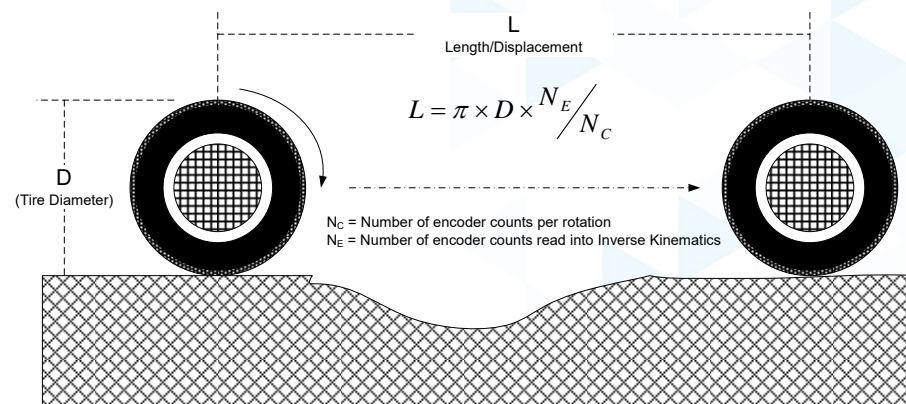 L
Length/Displacement
L = π × D × N_E/N_C
D
(Tire Diameter)
N_C = Number of encoder counts per rotation
N_E = Number of encoder counts read into Inverse Kinematics